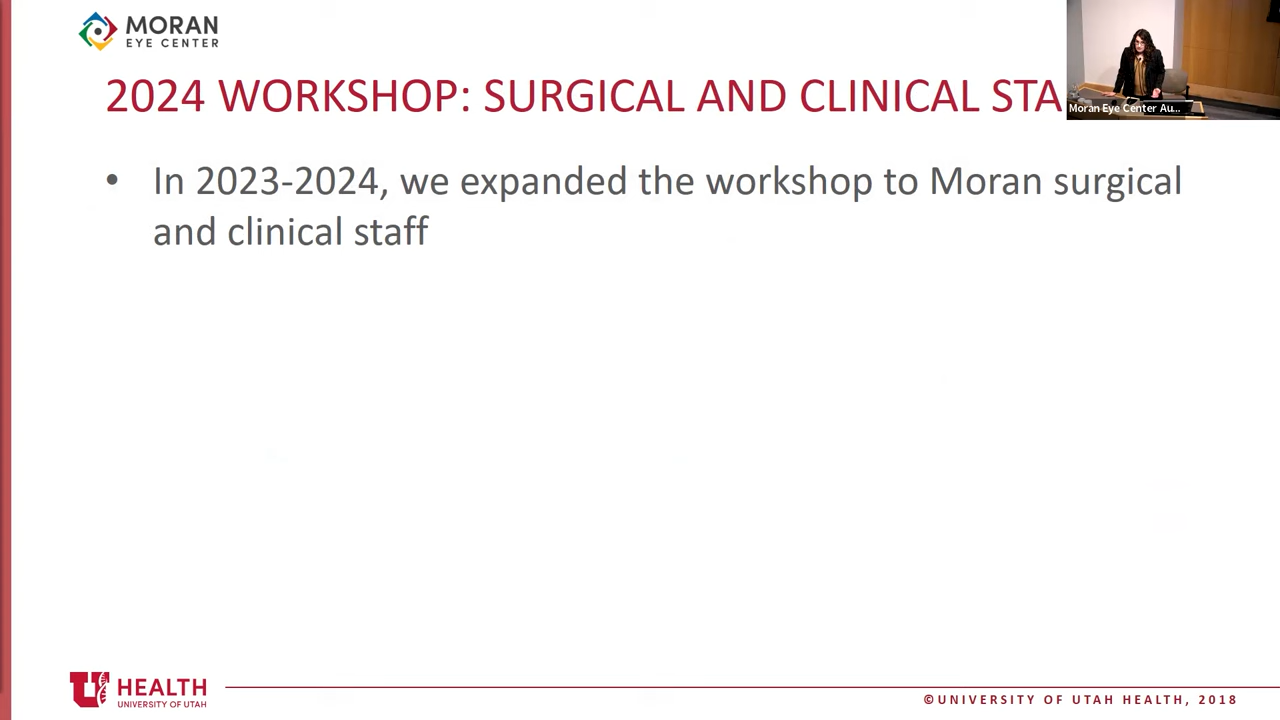 MORAN
EYE CENTER
2024 WORKSHOP: SURGICAL AND CLINICAL STA
Moran Eye Center Au...
• In 2023-2024, we expanded the workshop to Moran surgical
and clinical staff
U HEALTH
UNIVERSITY OF UTAH
©UNIVERSITY OF UTAH HEALTH, 2018